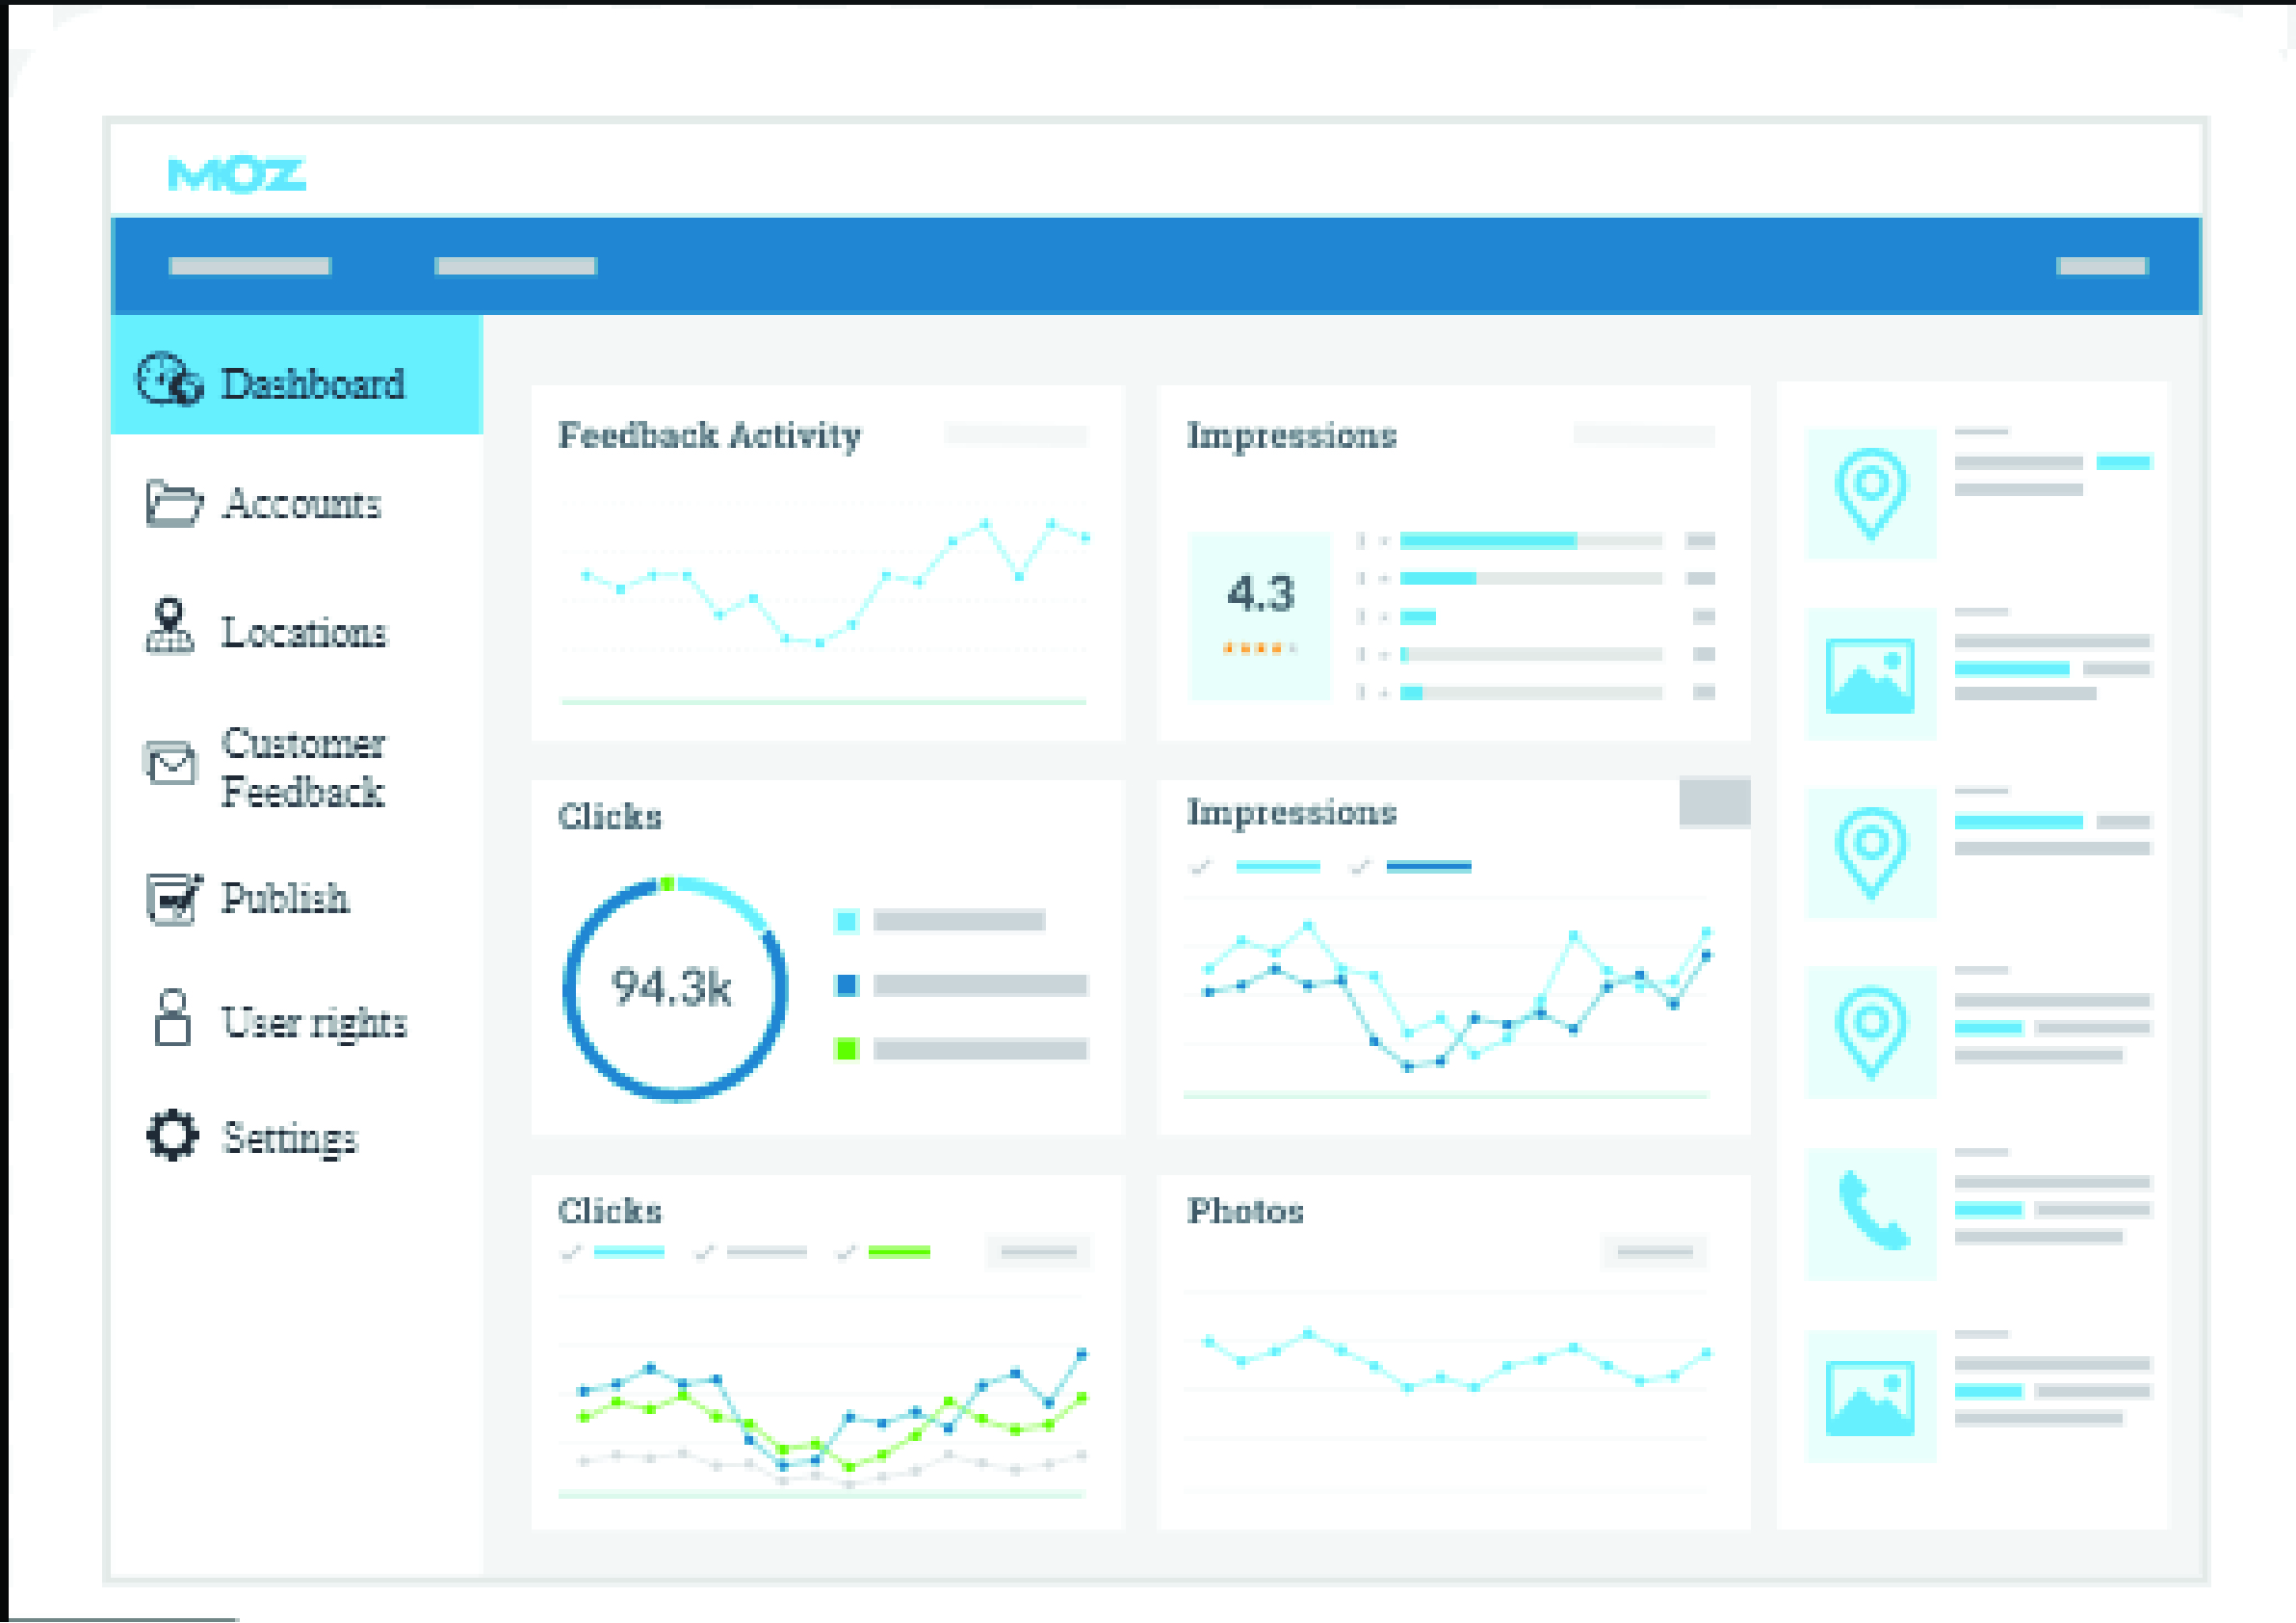 MOZ
Dashboard
Accounts
Locations
Customer
Feedback
Publish
User rights
Settings
Feedback Activity
Impressions
4.3
Clicks
94.3k
Impressions
Clicks
Photos